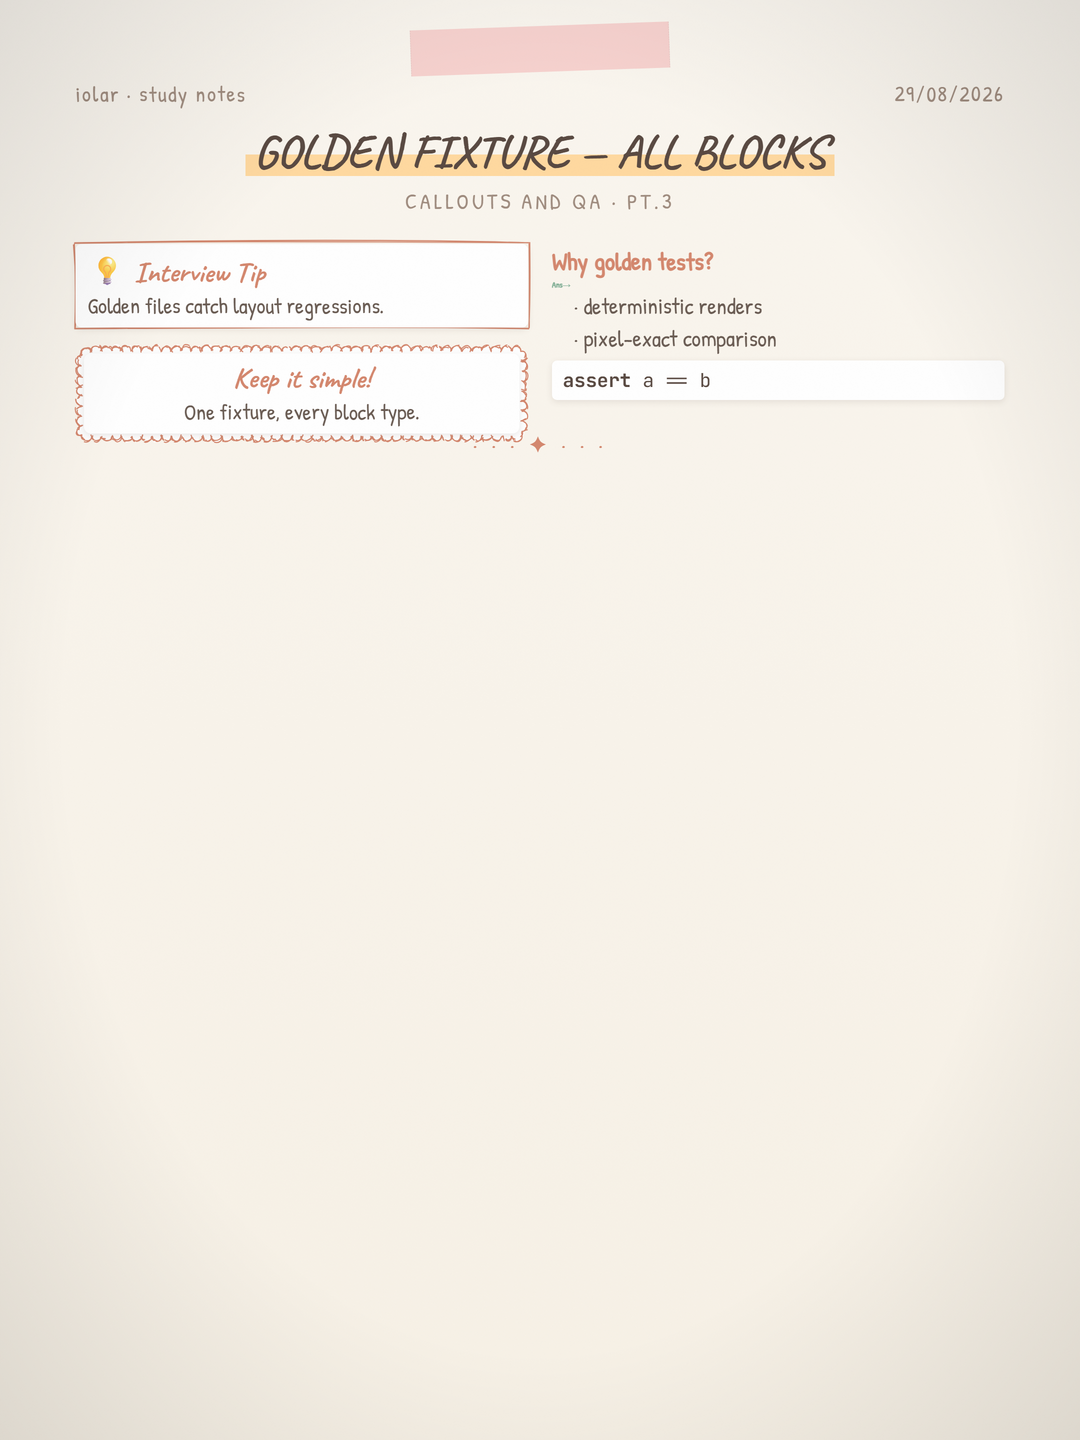 iolar · study notes
29/08/2026
GOLDEN FIXTURE — ALL BLOCKS
CALLOUTS AND QA · PT.3
Interview Tip
Golden files catch layout regressions.
Keep it simple!
One fixture, every block type.
Why golden tests?
Ans→
· deterministic renders
· pixel-exact comparison
assert a == b